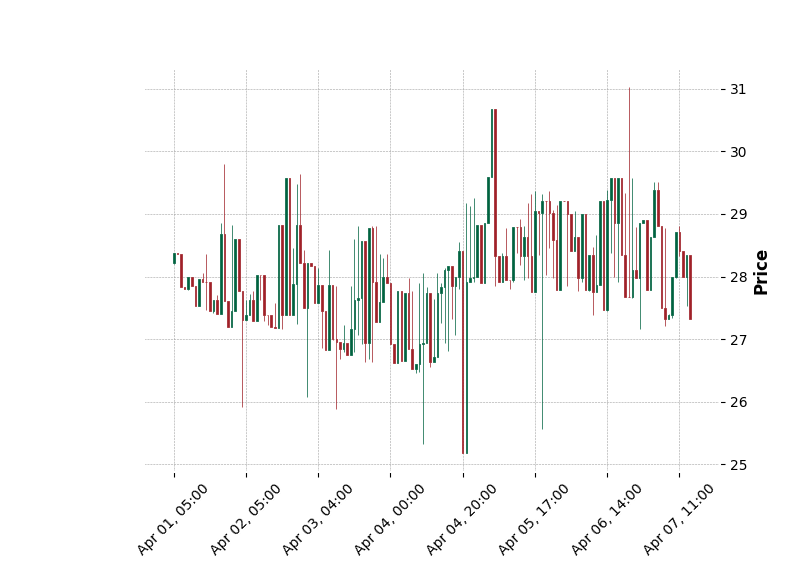 31
30
29
28
27
26
25
Price
Apr 01, 05:00
Apr 02, 05:00
Apr 03, 04:00
Apr 04, 00:00
Apr 04, 20:00
Apr 05, 17:00
Apr 06, 14:00
Apr 07, 11:00